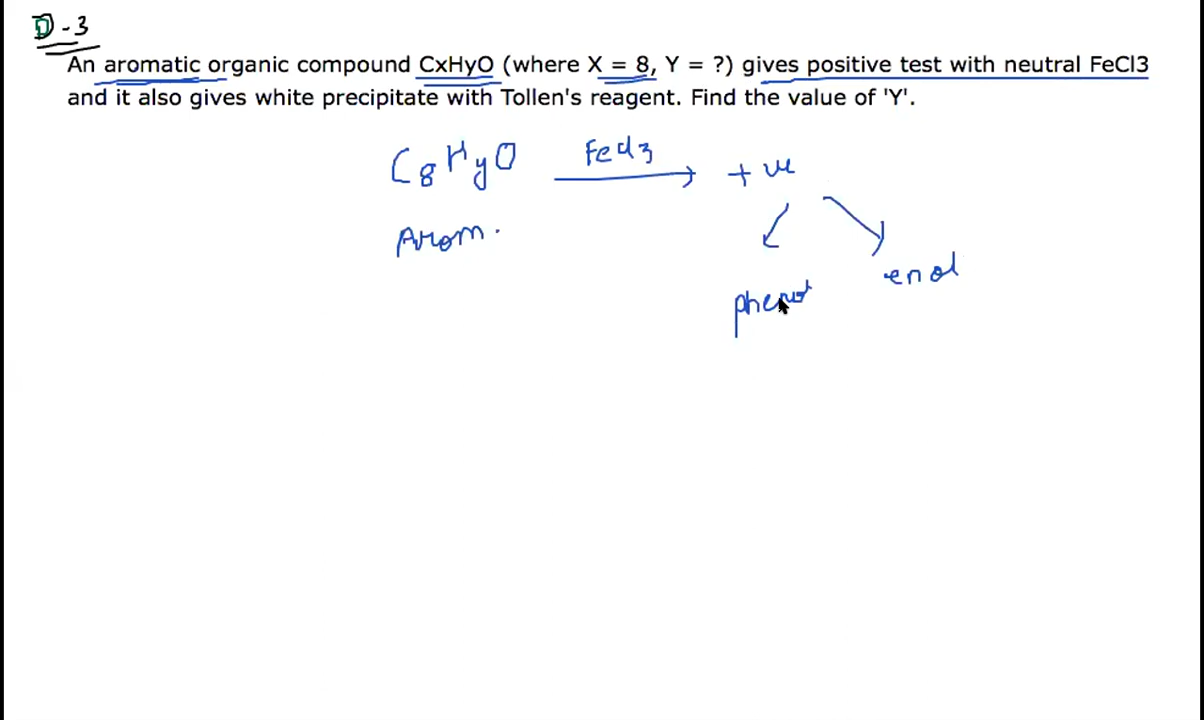 D-3
An aromatic organic compound CxHyO (where X = 8, Y = ?) gives positive test with neutral FeCl3
and it also gives white precipitate with Tollen's reagent. Find the value of 'Y'.
C8HyO FeCl3 +ve
Arom.
enol
phenol